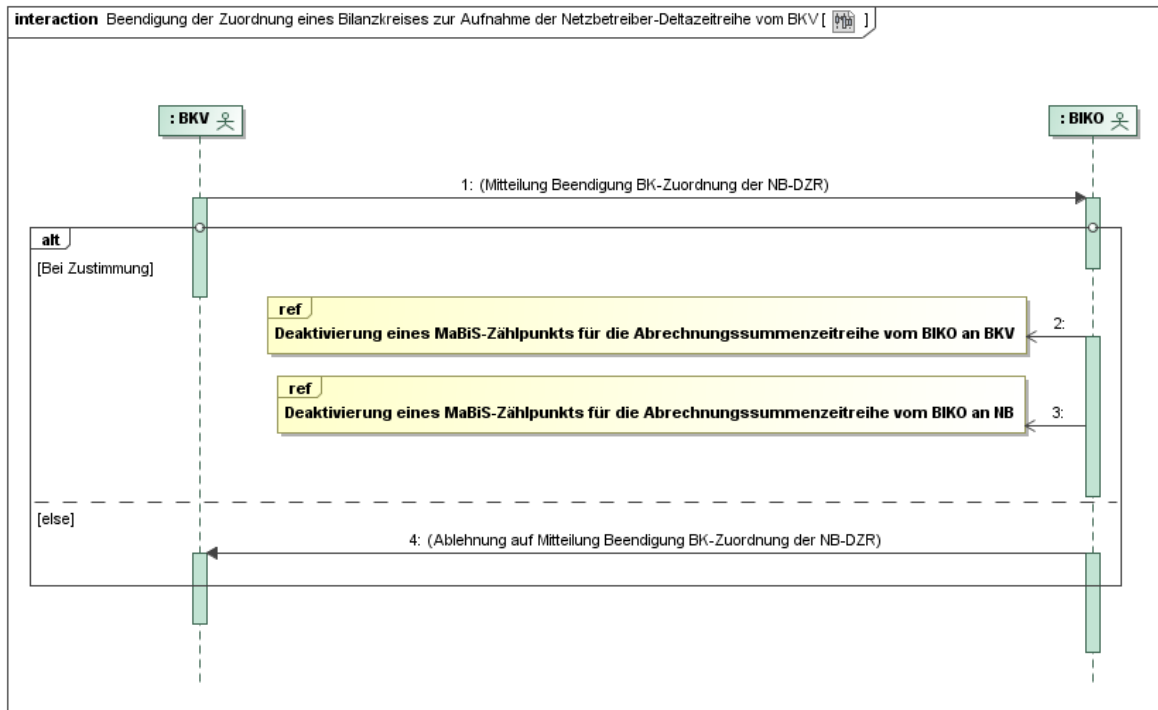 interaction Beendigung der Zuordnung eines Bilanzkreises zur Aufnahme der Netzbetreiber-Deltazeitreihe vom BKV [ ]
: BKV
: BIKO
1: (Mitteilung Beendigung BK-Zuordnung der NB-DZR)
alt
[Bei Zustimmung]
ref
Deaktivierung eines MaBiS-Zählpunkts für die Abrechnungssummenzeitreihe vom BIKO an BKV
2:
ref
Deaktivierung eines MaBiS-Zählpunkts für die Abrechnungssummenzeitreihe vom BIKO an NB
3:
[else]
4: (Ablehnung auf Mitteilung Beendigung BK-Zuordnung der NB-DZR)